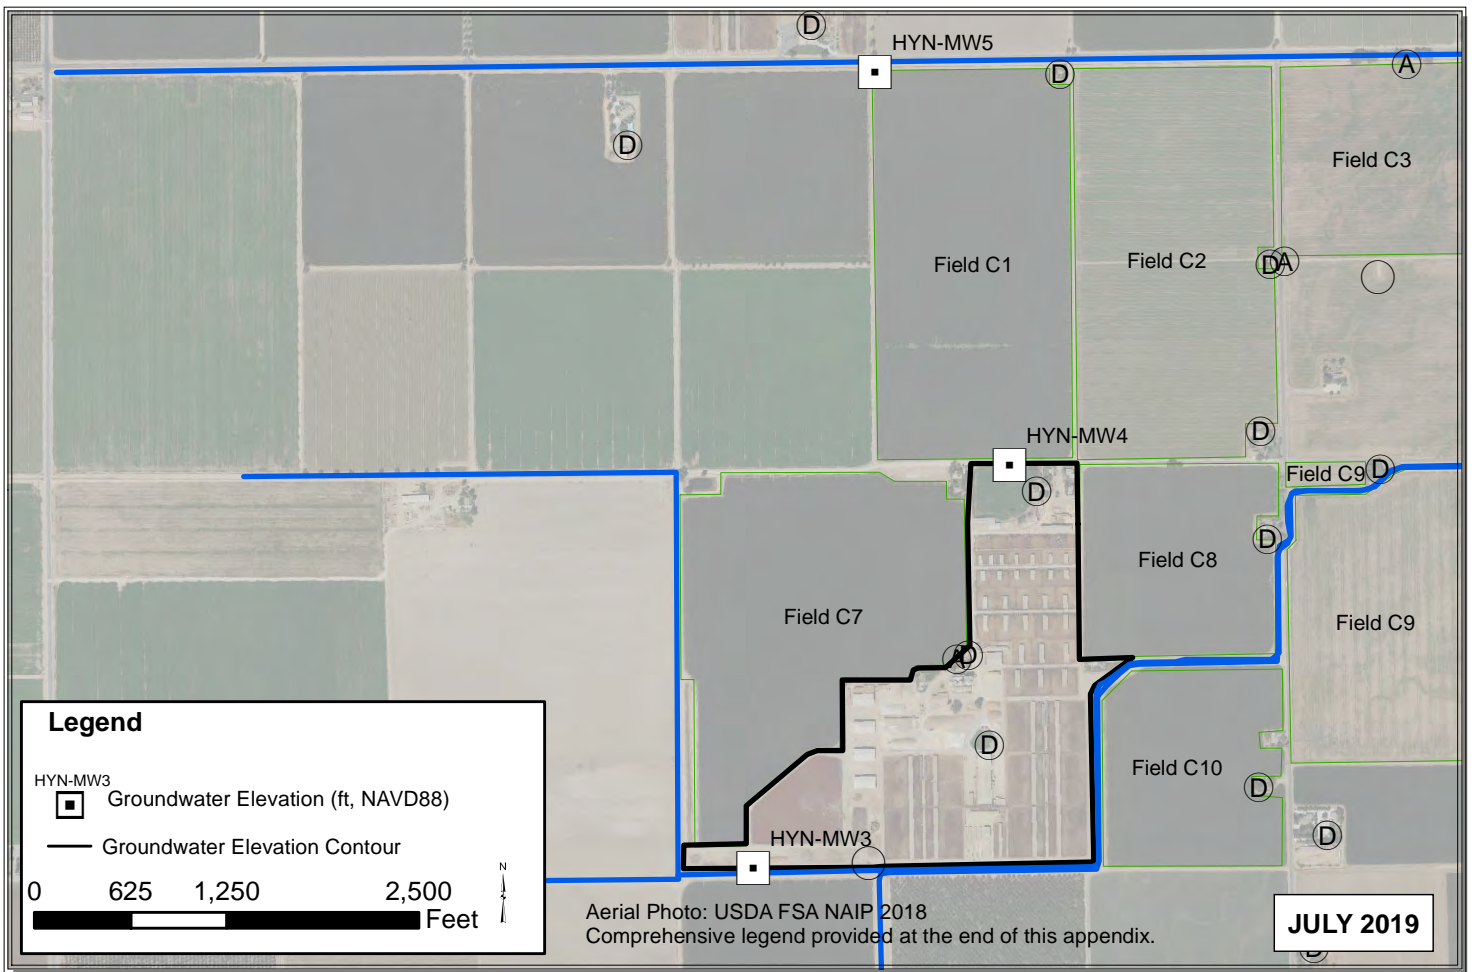 D
HYN-MW5
A
D
D
Field C3
Field C1
Field C2
D
A
D
HYN-MW4
Field C9
D
D
Field C8
D
Field C7
Field C9
A
D
D
Field C10
D
D
HYN-MW3
Legend
HYN-MW3
Groundwater Elevation (ft, NAVD88)
Groundwater Elevation Contour
N
0 625 1,250 2,500
Feet
Aerial Photo: USDA FSA NAIP 2018
Comprehensive legend provided at the end of this appendix.
JULY 2019
D